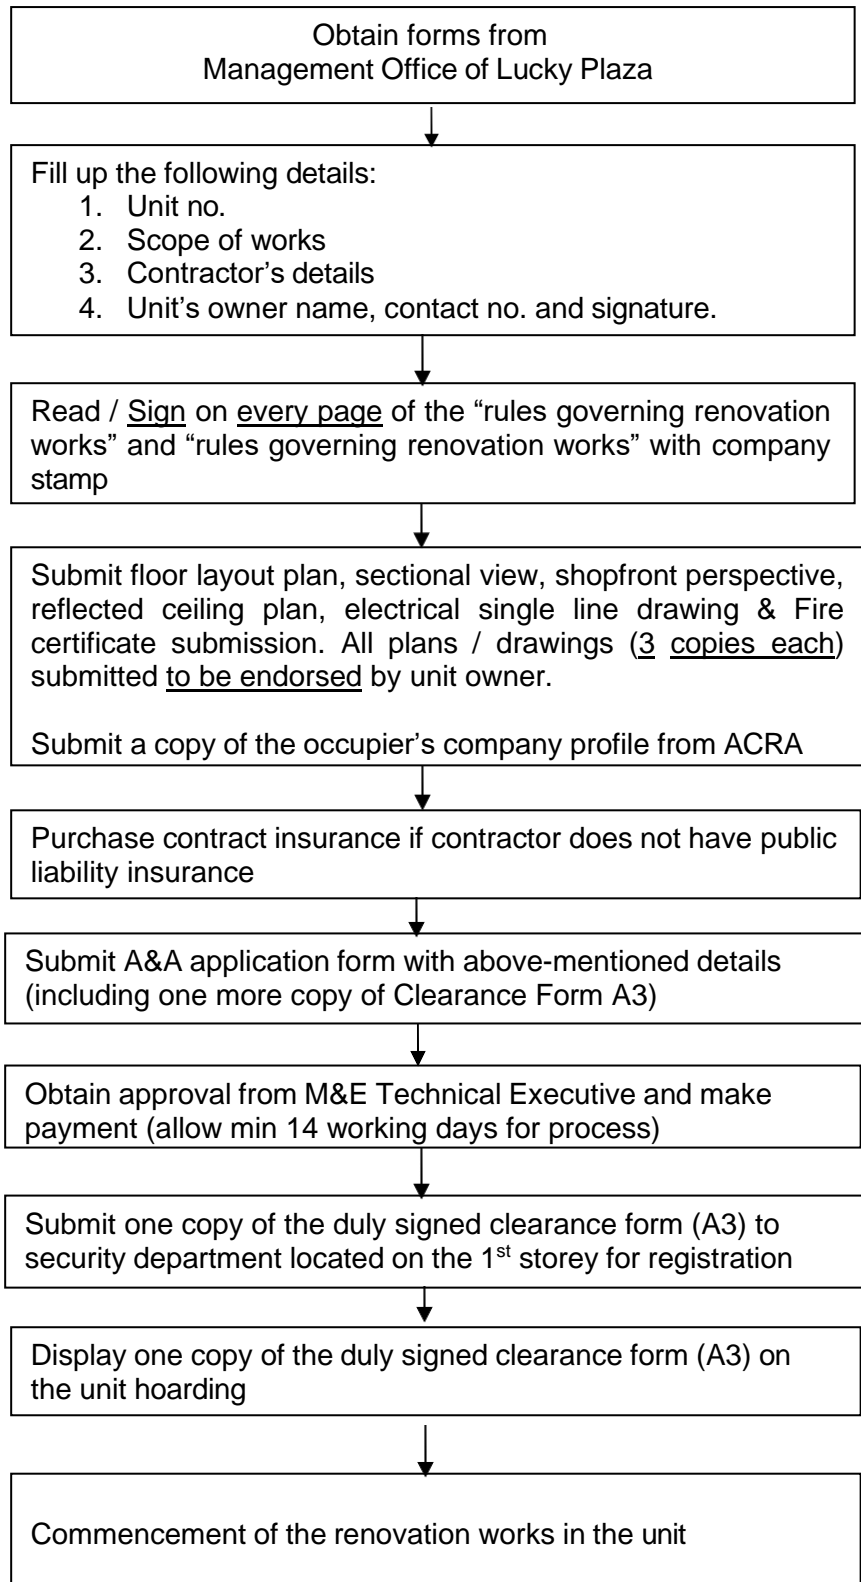 Obtain forms from
Management Office of Lucky Plaza
Fill up the following details:
1. Unit no.
2. Scope of works
3. Contractor’s details
4. Unit’s owner name, contact no. and signature.
Read / Sign on every page of the “rules governing renovation
works” and “rules governing renovation works” with company
stamp
Submit floor layout plan, sectional view, shopfront perspective,
reflected ceiling plan, electrical single line drawing & Fire
certificate submission. All plans / drawings (3 copies each)
submitted to be endorsed by unit owner.
Submit a copy of the occupier’s company profile from ACRA
Purchase contract insurance if contractor does not have public
liability insurance
Submit A&A application form with above-mentioned details
(including one more copy of Clearance Form A3)
Obtain approval from M&E Technical Executive and make
payment (allow min 14 working days for process)
Submit one copy of the duly signed clearance form (A3) to
security department located on the 1st storey for registration
Display one copy of the duly signed clearance form (A3) on
the unit hoarding
Commencement of the renovation works in the unit